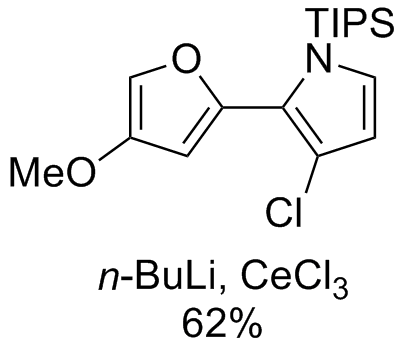 TIPS
O
N
MeO
Cl
n-BuLi, CeCl₃
62%